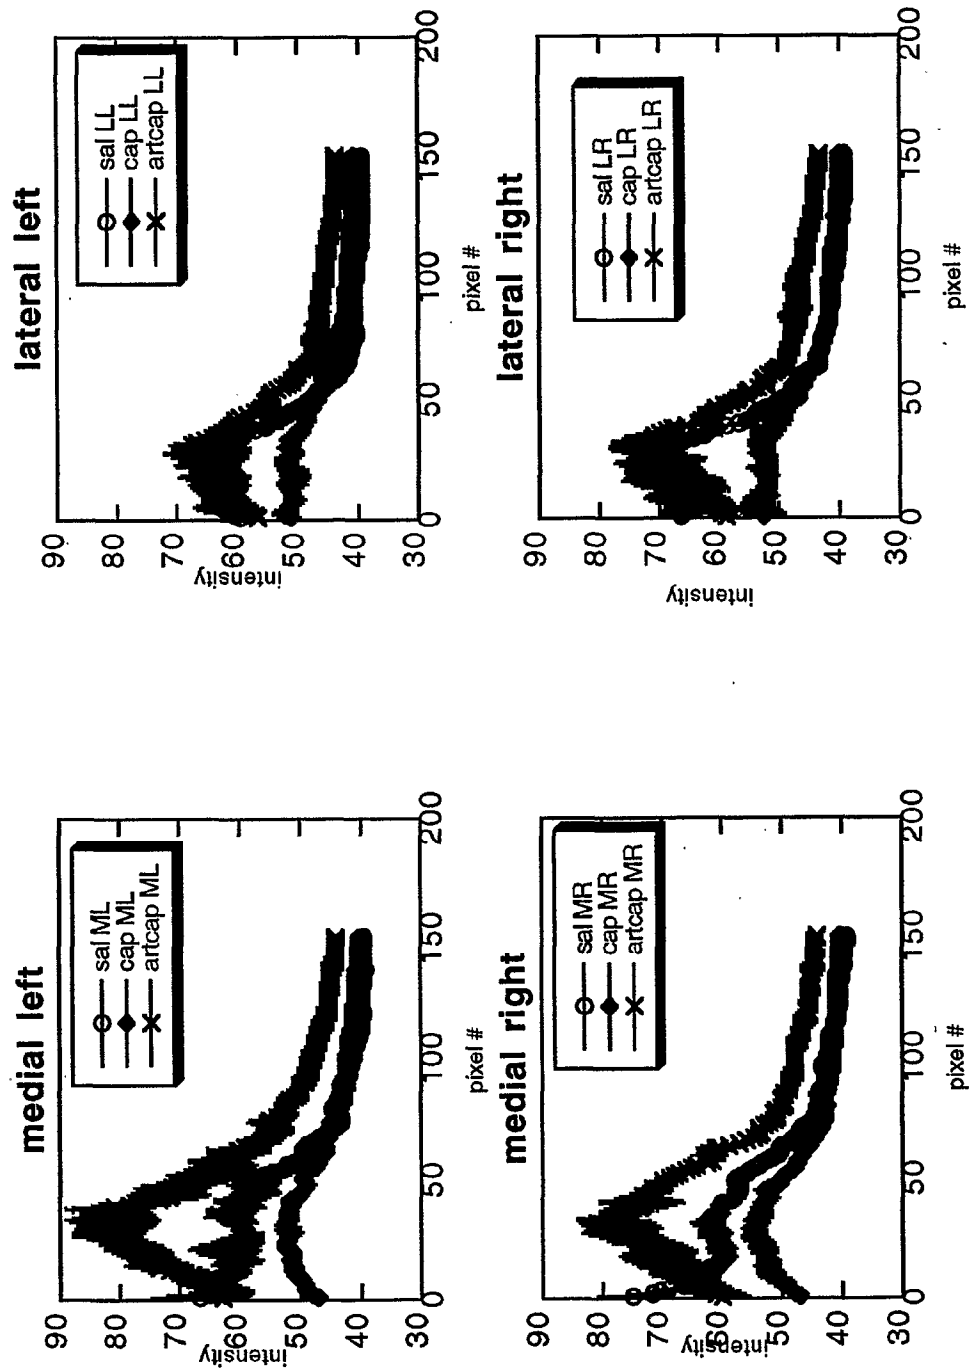 medial left
sal ML
cap ML
artcap ML
90
80
70
60
50
40
30
intensity
0
50
100
150
200
pixel #
lateral left
sal LL
cap LL
artcap LL
90
80
70
60
50
40
30
intensity
0
50
100
150
200
pixel #
medial right
sal MR
cap MR
artcap MR
90
80
70
60
50
40
30
intensity
0
50
100
150
200
pixel #
lateral right
sal LR
cap LR
artcap LR
90
80
70
60
50
40
30
intensity
0
50
100
150
200
pixel #